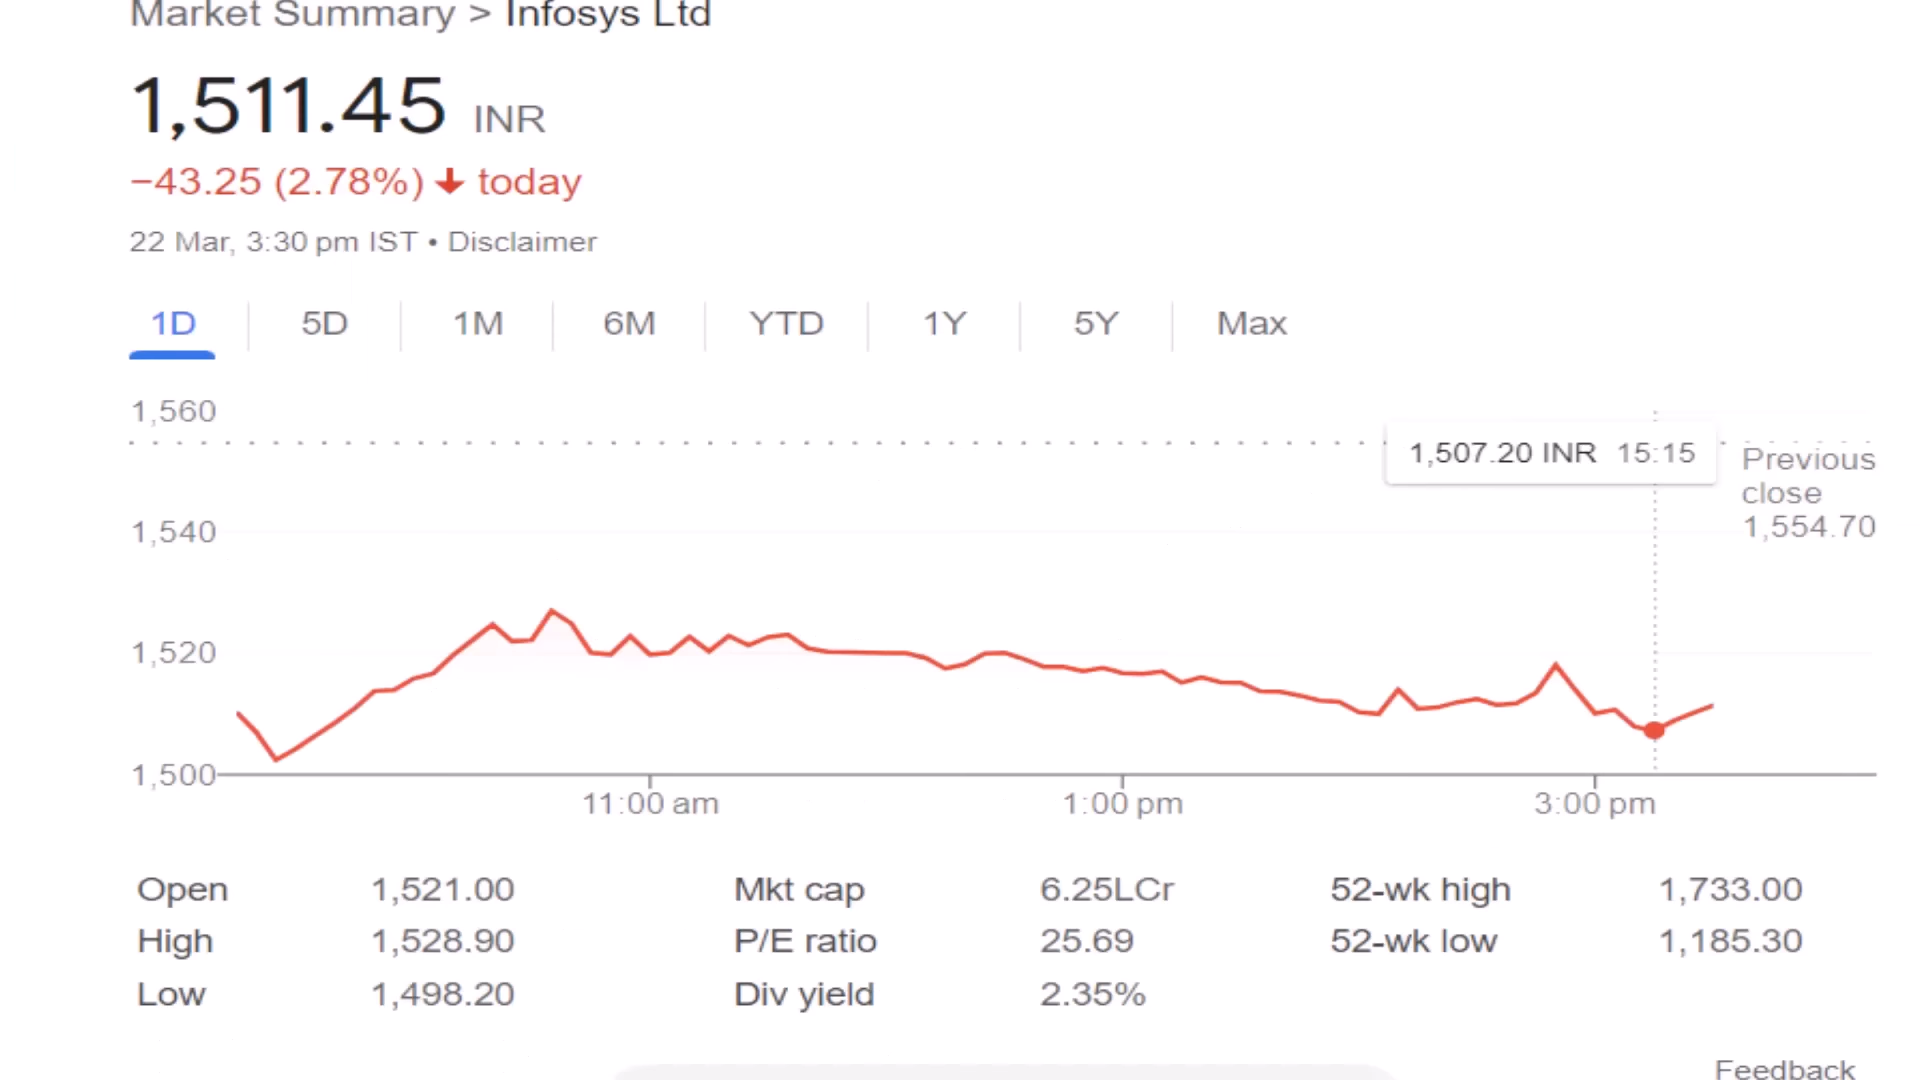 Market Summary > Infosys Ltd
1,511.45 INR
−43.25 (2.78%) ↓ today
22 Mar, 3:30 pm IST • Disclaimer
1D 5D 1M 6M YTD 1Y 5Y Max
1,560
1,507.20 INR 15:15
Previous
close
1,554.70
1,540
1,520
1,500
11:00 am 1:00 pm 3:00 pm
Open 1,521.00 Mkt cap 6.25LCr 52-wk high 1,733.00
High 1,528.90 P/E ratio 25.69 52-wk low 1,185.30
Low 1,498.20 Div yield 2.35%
Feedback